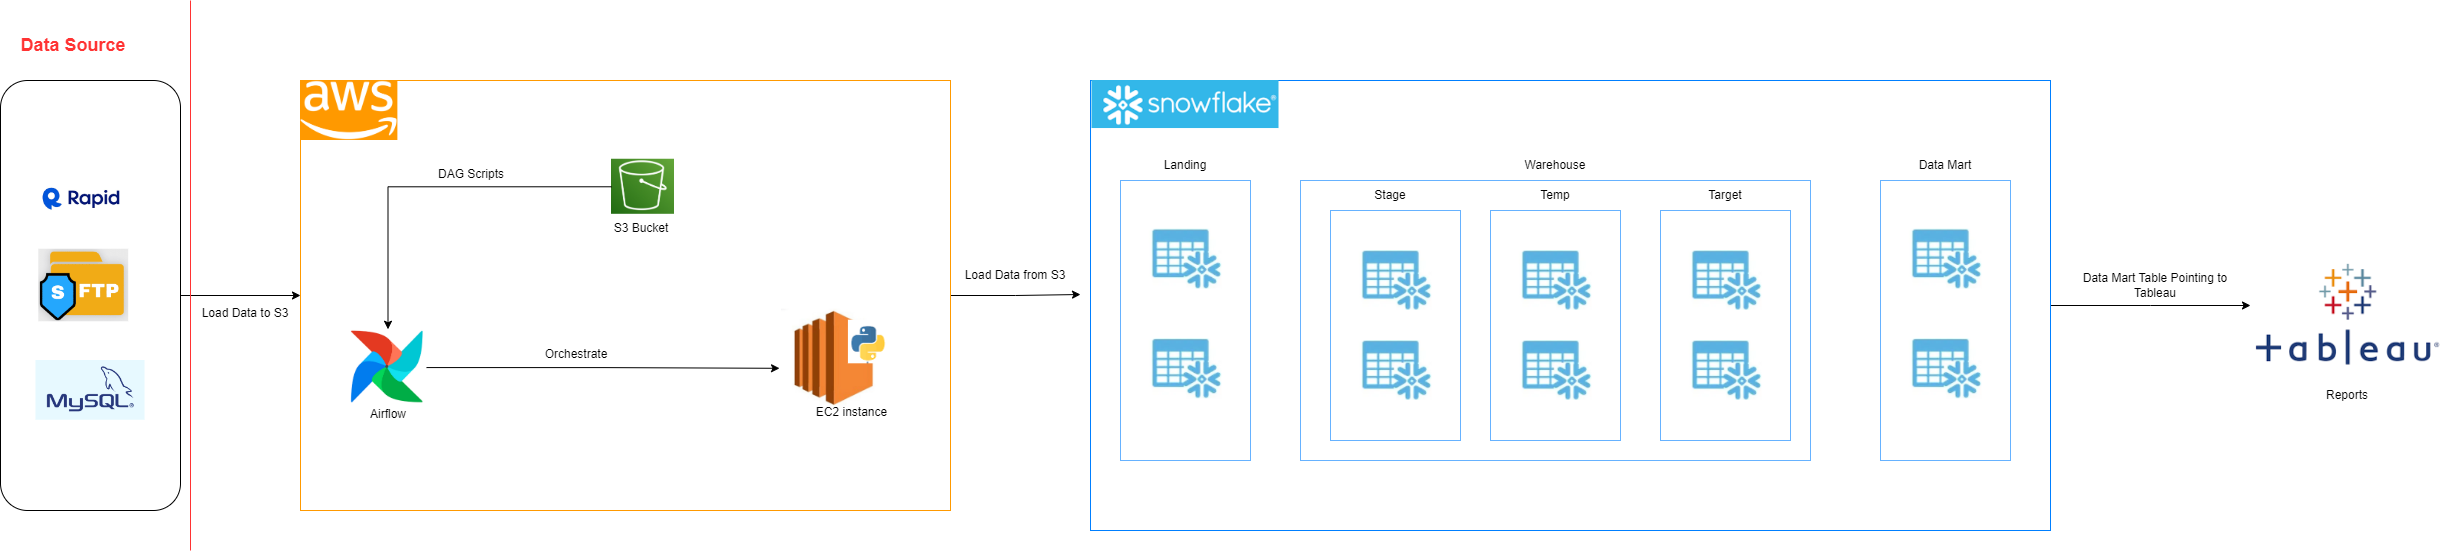 Data Source
Rapid
S
FTP
MySQL®
Load Data to S3
aws
DAG Scripts
S3 Bucket
Airflow
Orchestrate
EC2 instance
Load Data from S3
snowflake®
Landing
Warehouse
Stage
Temp
Target
Data Mart
Data Mart Table Pointing to
Tableau
+ableau®
Reports